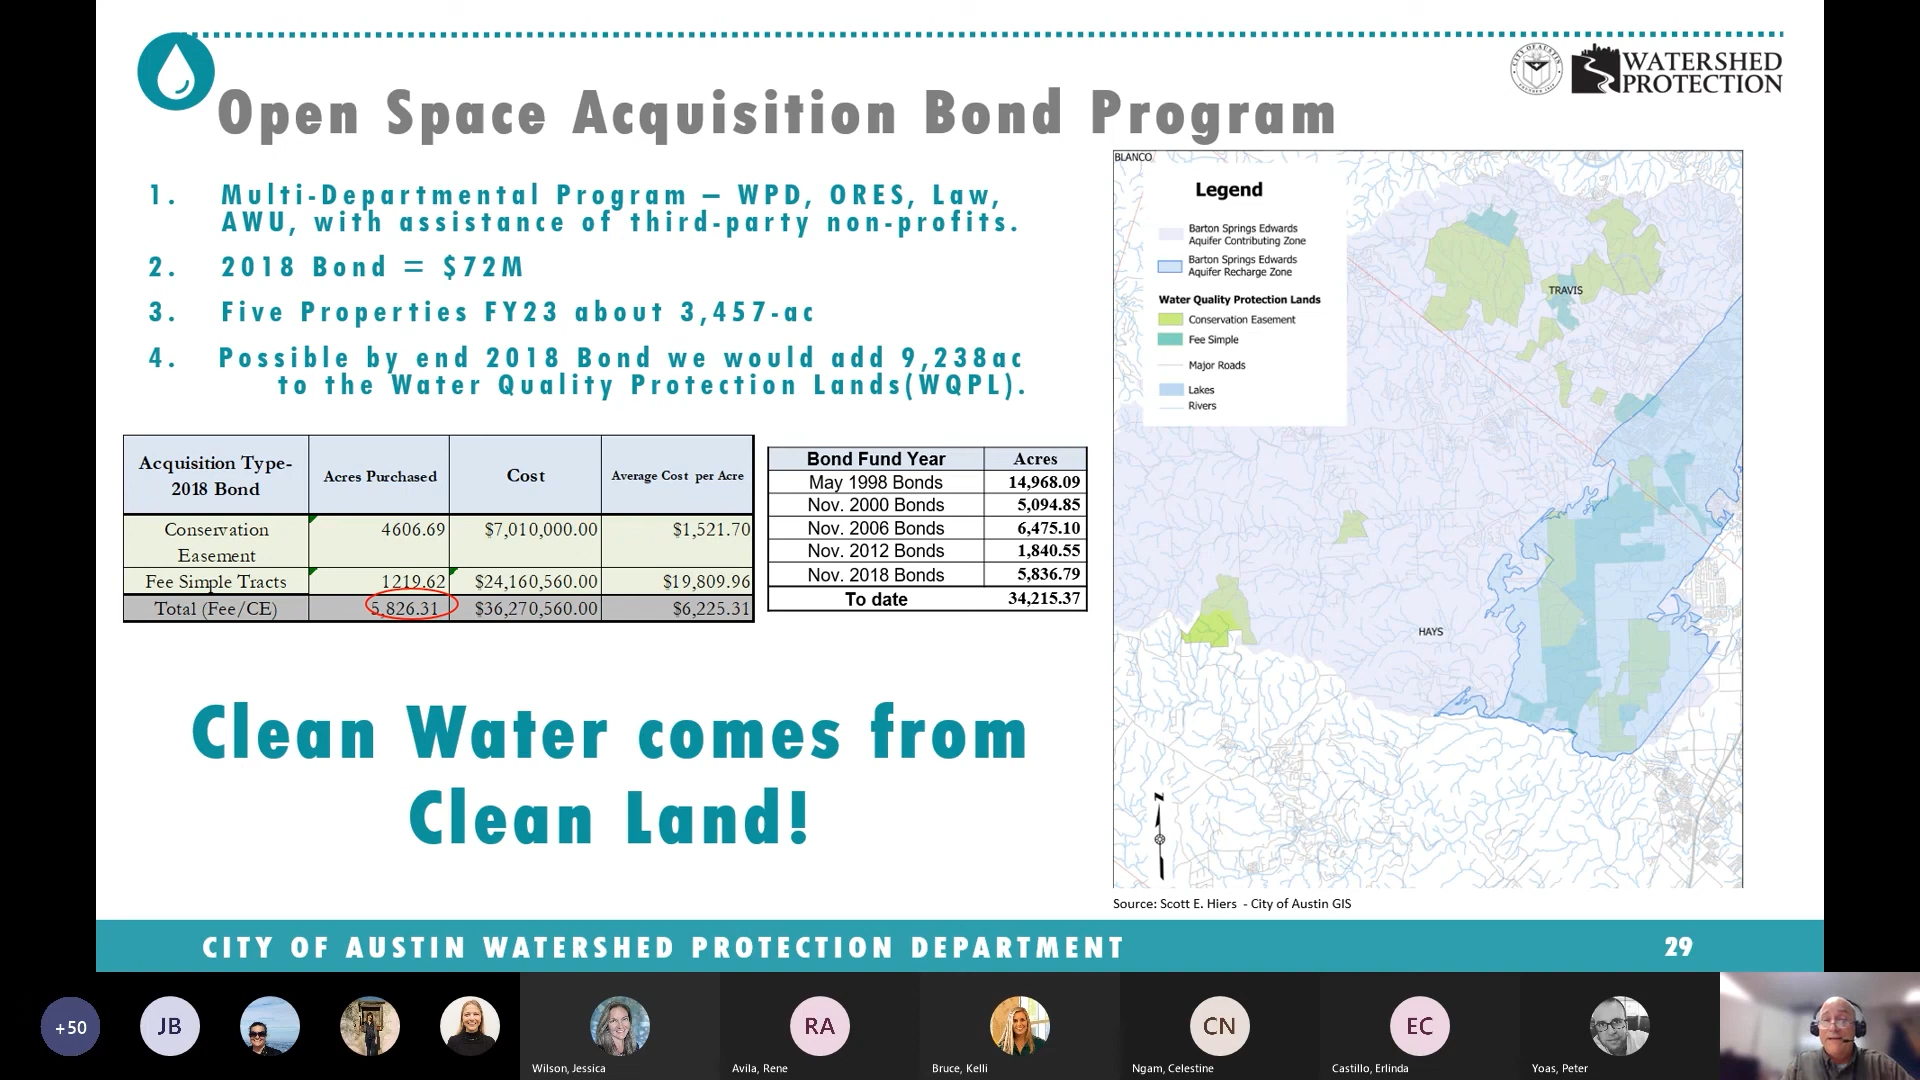 CITY OF AUSTIN
WATERSHED
PROTECTION
Open Space Acquisition Bond Program
1. Multi-Departmental Program – WPD, ORES, Law,
AWU, with assistance of third-party non-profits.
2. 2018 Bond = $72M
3. Five Properties FY23 about 3,457-ac
4. Possible by end 2018 Bond we would add 9,238ac
to the Water Quality Protection Lands(WQPL).
Acquisition Type-
2018 Bond
Acres Purchased
Cost
Average Cost per Acre
Conservation
Easement
4606.69
$7,010,000.00
$1,521.70
Fee Simple Tracts
1219.62
$24,160,560.00
$19,809.96
Total (Fee/CE)
5,826.31
$36,270,560.00
$6,225.31
Bond Fund Year
Acres
May 1998 Bonds
14,968.09
Nov. 2000 Bonds
5,094.85
Nov. 2006 Bonds
6,475.10
Nov. 2012 Bonds
1,840.55
Nov. 2018 Bonds
5,836.79
To date
34,215.37
Clean Water comes from
Clean Land!
BLANCO
Legend
Barton Springs Edwards
Aquifer Contributing Zone
Barton Springs Edwards
Aquifer Recharge Zone
Water Quality Protection Lands
Conservation Easement
Fee Simple
Major Roads
Lakes
Rivers
TRAVIS
HAYS
N
Source: Scott E. Hiers - City of Austin GIS
CITY OF AUSTIN WATERSHED PROTECTION DEPARTMENT
29
+50
JB
RA
CN
EC
Wilson, Jessica
Avila, Rene
Bruce, Kelli
Ngam, Celestine
Castillo, Erlinda
Yoas, Peter